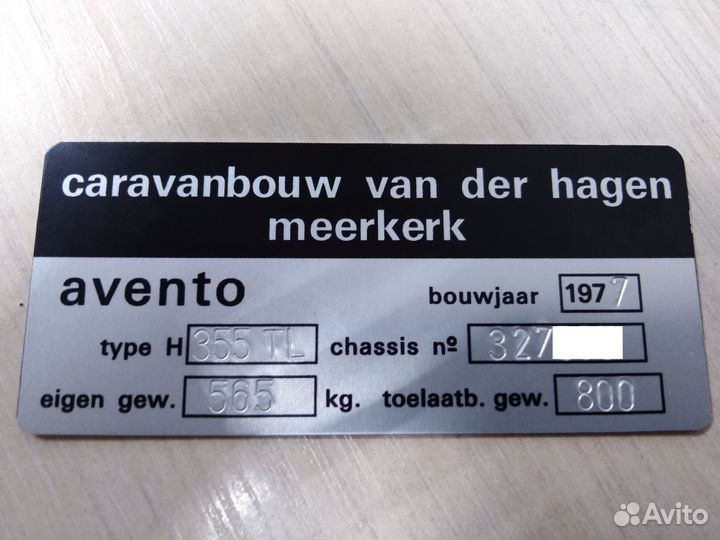 caravanbouw van der hagen
meerkerk
avento
bouwjaar 1977
type H 355 TL chassis nº 327
eigen gew. 565 kg. toelaatb. gew. 800
Avito